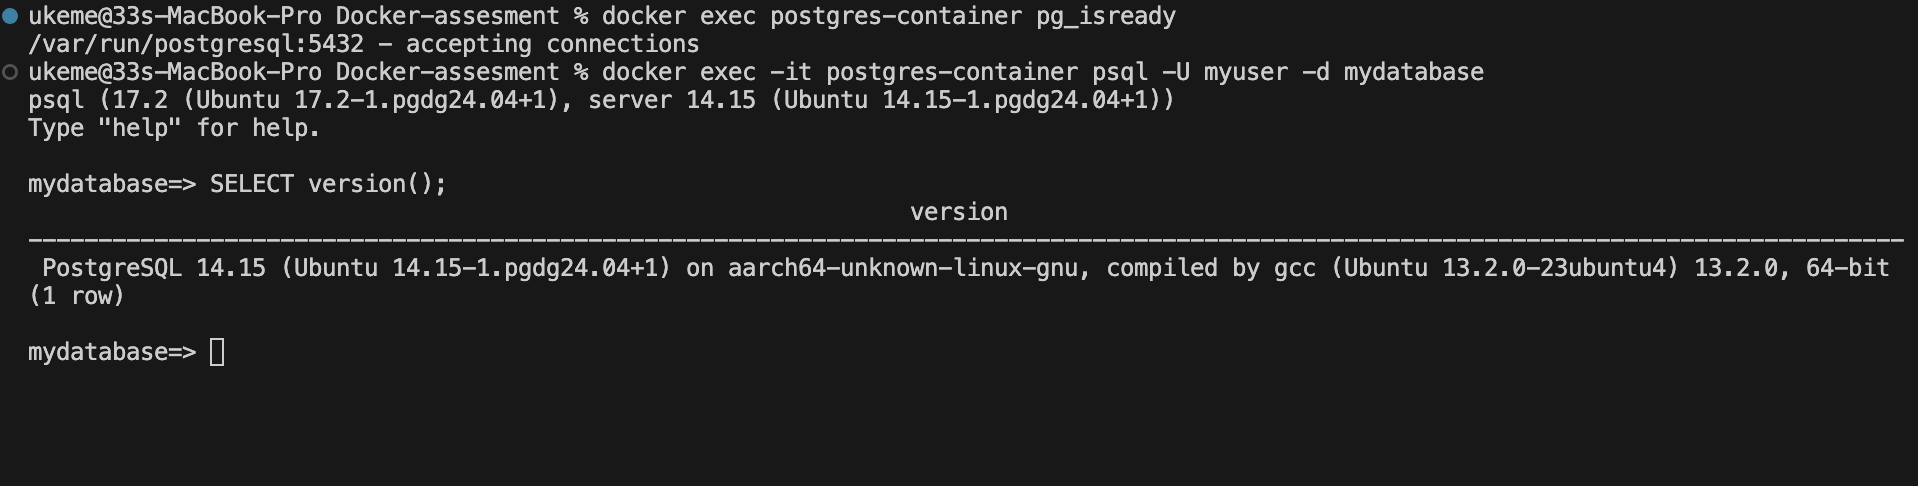 ukeme@33s-MacBook-Pro Docker-assesment % docker exec postgres-container pg_isready
/var/run/postgresql:5432 - accepting connections
ukeme@33s-MacBook-Pro Docker-assesment % docker exec -it postgres-container psql -U myuser -d mydatabase
psql (17.2 (Ubuntu 17.2-1.pgdg24.04+1), server 14.15 (Ubuntu 14.15-1.pgdg24.04+1))
Type "help" for help.
mydatabase=> SELECT version();
version
--------------------------------------------------------------------------------------------------------------------------------------
PostgreSQL 14.15 (Ubuntu 14.15-1.pgdg24.04+1) on aarch64-unknown-linux-gnu, compiled by gcc (Ubuntu 13.2.0-23ubuntu4) 13.2.0, 64-bit
(1 row)
mydatabase=>